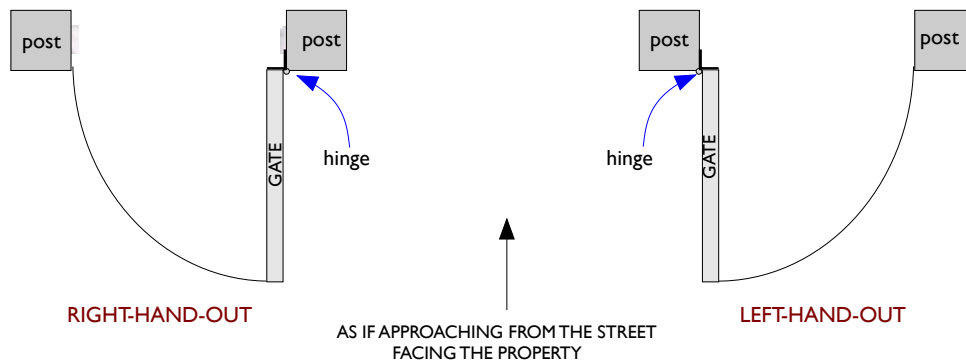 post
post
post
post
hinge
hinge
GATE
GATE
RIGHT-HAND-OUT
LEFT-HAND-OUT
AS IF APPROACHING FROM THE STREET
FACING THE PROPERTY